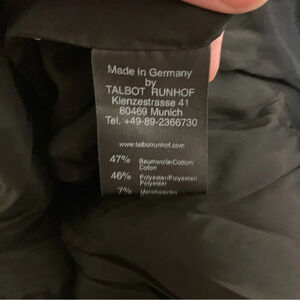 Made in Germany
by
TALBOT RUNHOF
Klenzestrasse 41
80469 Munich
Tel. +49-89-2366730
www.talbotrunhof.com
47% Baumwolle/Cotton/
Coton
46% Polyester/Polyester/
Polyester
7%